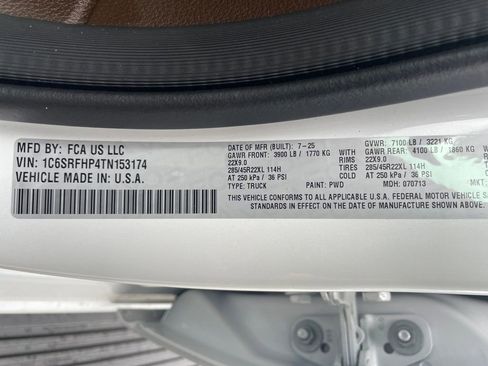 MFD BY: FCA US LLC
VIN: 1C6SRFHP4TN153174
VEHICLE MADE IN: U.S.A.
DATE OF MFR (BUILT): 7-25
GAWR FRONT: 3900 LB / 1770 KG
22X9.0
285/45R22XL 114H
AT 250 kPa / 36 PSI
TYPE: TRUCK
RIM
TIRES
COLD
PAINT: PWD
GVWR: 7100 LB / 3221 KG
GAWR REAR: 4100 LB / 1860 KG
22X9.0
285/45R22XL 114H
AT 250 kPa / 36 PSI
MDH: 070713
MKT:
THIS VEHICLE CONFORMS TO ALL APPLICABLE U.S.A. FEDERAL MOTOR VEHICLE
STANDARDS IN EFFECT ON THE DATE OF MANUFACTURE SHOWN ABOVE.